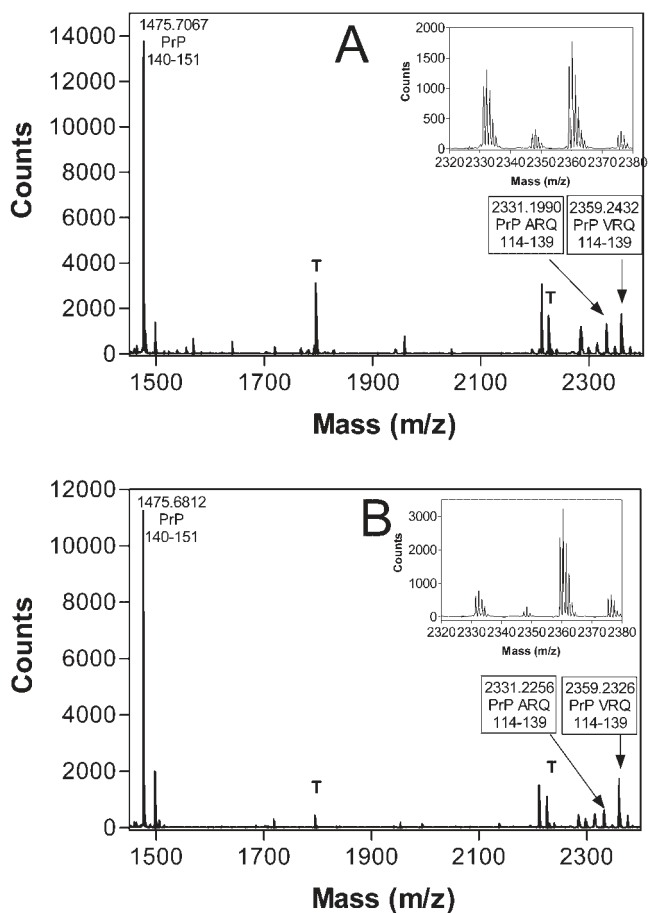 A
1475.7067
PrP
140-151
14000
12000
10000
8000
6000
4000
2000
0
Counts
1500
1700
1900
2100
2300
Mass (m/z)
T
T
2331.1990
PrP ARQ
114-139
2359.2432
PrP VRQ
114-139
2000
1500
1000
500
0
Counts
2320 2330 2340 2350 2360 2370 2380
Mass (m/z)
B
1475.6812
PrP
140-151
12000
10000
8000
6000
4000
2000
0
Counts
1500
1700
1900
2100
2300
Mass (m/z)
T
T
2331.2256
PrP ARQ
114-139
2359.2326
PrP VRQ
114-139
3000
2000
1000
0
Counts
2320 2330 2340 2350 2360 2370 2380
Mass (m/z)